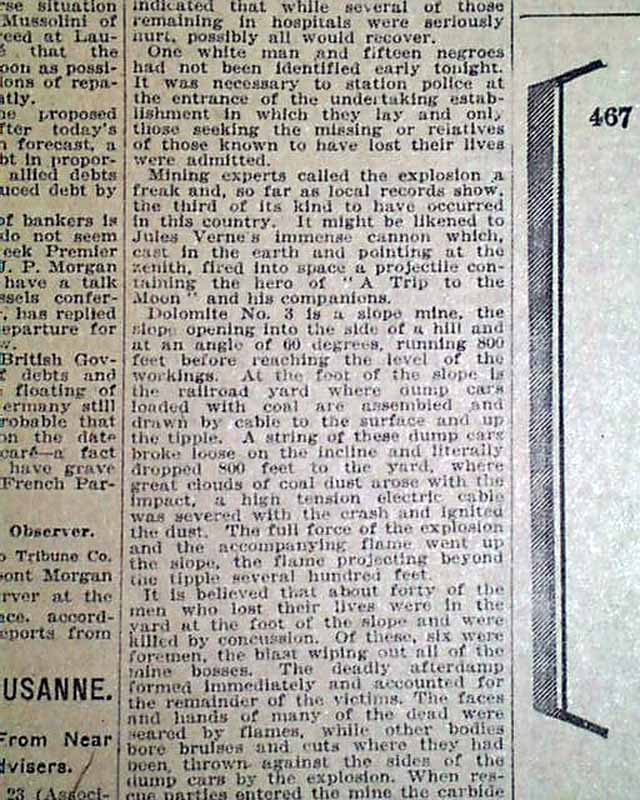 rse situation
Mussolini of
reed at Lau-
that the
oon as possi-
ions of repa-
tly.
he proposed
fter today's
n forecast, a
bt in propor-
allied debts
uced debt by
of bankers is
do not seem
eek Premier
J. P. Morgan
have a talk
ssels confer-
, has replied
eparture for
British Gov-
f debts and
floating of
ermany still
robable that
on the date
a fact
have grave
French Par-
Observer.
o Tribune Co.
ont Morgan
rver at the
ace, accord-
eports from
USANNE.
From Near
dvisers.
23 (Associ-
indicated that while several of those
remaining in hospitals were seriously
hurt, possibly all would recover.
One white man and fifteen negroes
had not been identified early tonight.
It was necessary to station police at
the entrance of the undertaking estab-
lishment in which they lay and only
those seeking the missing or relatives
of those known to have lost their lives
were admitted.
Mining experts called the explosion a
freak and, so far as local records show,
the third of its kind to have occurred
in this country. It might be likened to
Jules Verne's immense cannon which,
cast in the earth and pointing at the
zenith, fired into space a projectile con-
taining the hero of "A Trip to the
Moon" and his companions.
Dolomite No. 3 is a slope mine, the
slope opening into the side of a hill and
at an angle of 60 degrees, running 800
feet before reaching the level of the
workings. At the foot of the slope is
the railroad yard where dump cars
loaded with coal are assembled and
drawn by cable to the surface and up
the tipple. A string of these dump cars
broke loose on the incline and literally
dropped 800 feet to the yard, where
great clouds of coal dust arose with the
impact, a high tension electric cable
was severed with the crash and ignited
the dust. The full force of the explosion
and the accompanying flame went up
the slope, the flame projecting beyond
the tipple several hundred feet.
It is believed that about forty of the
men who lost their lives were in the
yard at the foot of the slope and were
killed by concussion. Of these, six were
foremen, the blast wiping out all of the
mine bosses. The deadly afterdamp
formed immediately and accounted for
the remainder of the victims. The faces
and hands of many of the dead were
seared by flames, while other bodies
bore bruises and cuts where they had
been thrown against the sides of the
dump cars by the explosion. When res-
cue parties entered the mine the carbide
467